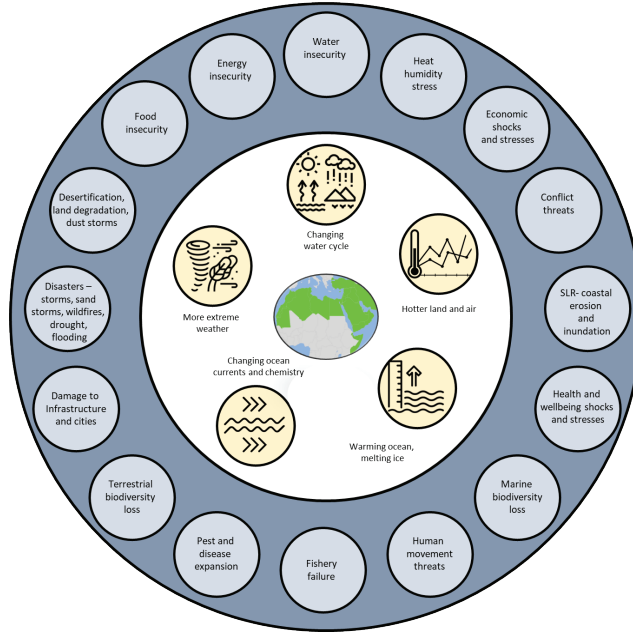 Water
insecurity
Heat
humidity
stress
Economic
shocks
and stresses
Conflict
threats
SLR- coastal
erosion
and
inundation
Health and
wellbeing shocks
and stresses
Marine
biodiversity
loss
Human
movement
threats
Fishery
failure
Pest and
disease
expansion
Terrestrial
biodiversity
loss
Damage to
Infrastructure
and cities
Disasters –
storms, sand
storms, wildfires,
drought,
flooding
Desertification,
land degradation,
dust storms
Food
insecurity
Energy
insecurity
Changing
water cycle
Hotter land and air
Warming ocean,
melting ice
Changing ocean
currents and chemistry
More extreme
weather